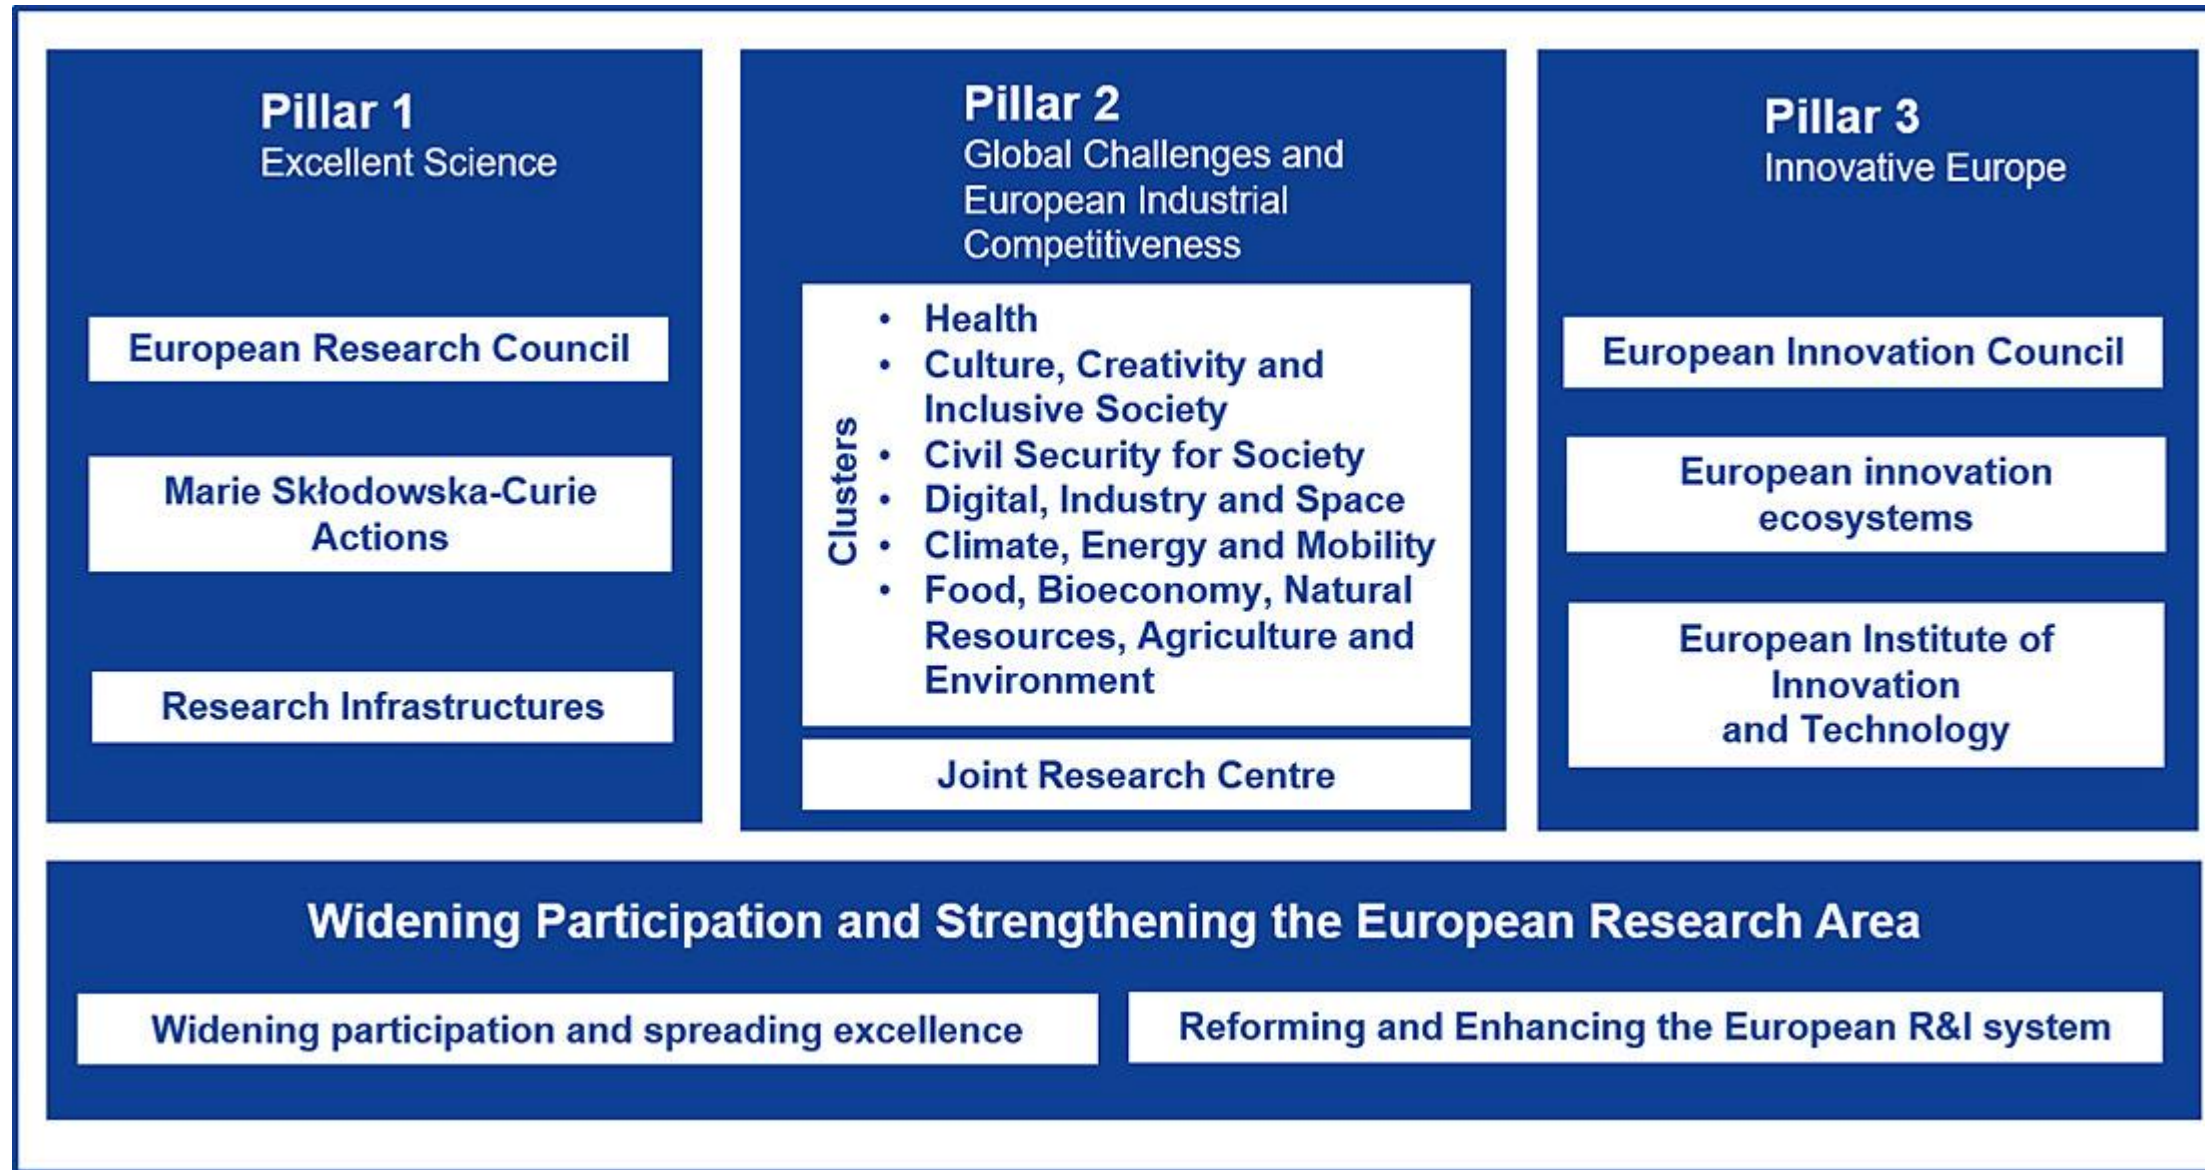 Pillar 1
Excellent Science
European Research Council
Marie Skłodowska-Curie
Actions
Research Infrastructures
Pillar 2
Global Challenges and
European Industrial
Competitiveness
Clusters
• Health
• Culture, Creativity and
Inclusive Society
• Civil Security for Society
• Digital, Industry and Space
• Climate, Energy and Mobility
• Food, Bioeconomy, Natural
Resources, Agriculture and
Environment
Joint Research Centre
Pillar 3
Innovative Europe
European Innovation Council
European innovation
ecosystems
European Institute of
Innovation
and Technology
Widening Participation and Strengthening the European Research Area
Widening participation and spreading excellence
Reforming and Enhancing the European R&I system